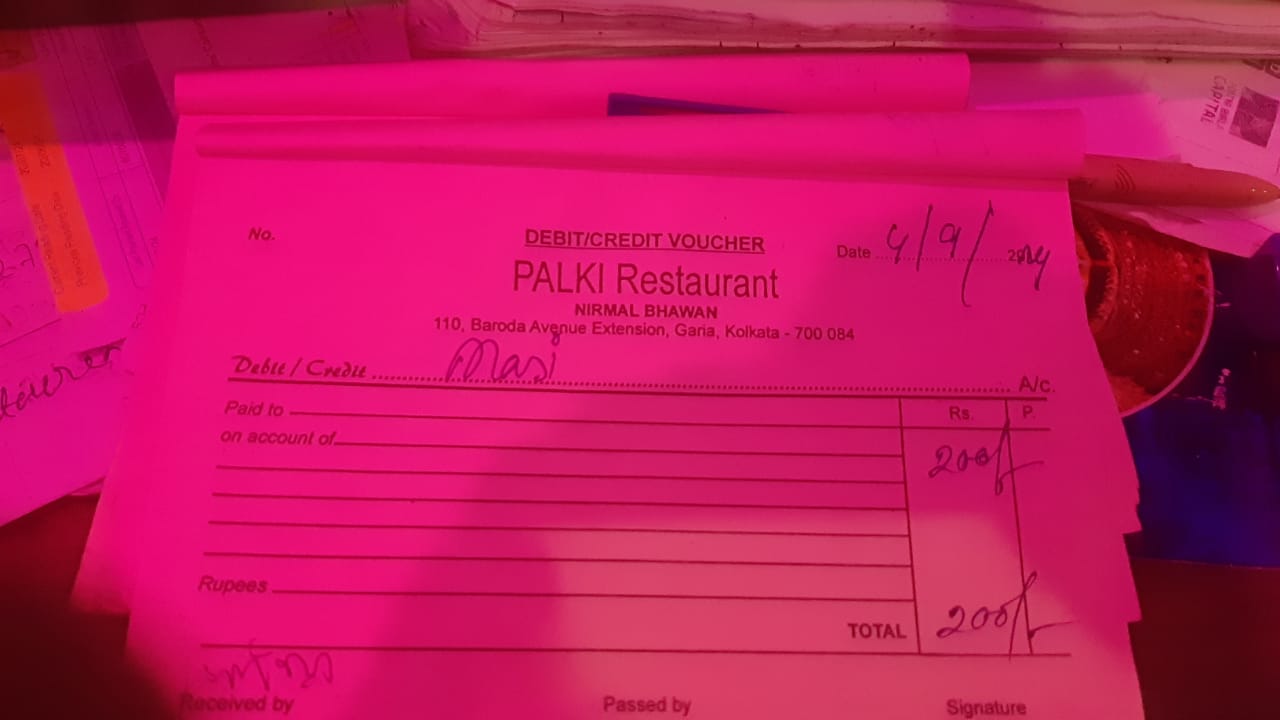 DEBIT/CREDIT VOUCHER
No.
Date 4/9/2024
PALKI Restaurant
NIRMAL BHAWAN
110, Baroda Avenue Extension, Garia, Kolkata - 700 084
Debit / Credit Masi A/c.
Paid to Rs. P.
on account of 200/-
Rupees
TOTAL 200/-
Received by Passed by Signature
CAPITAL